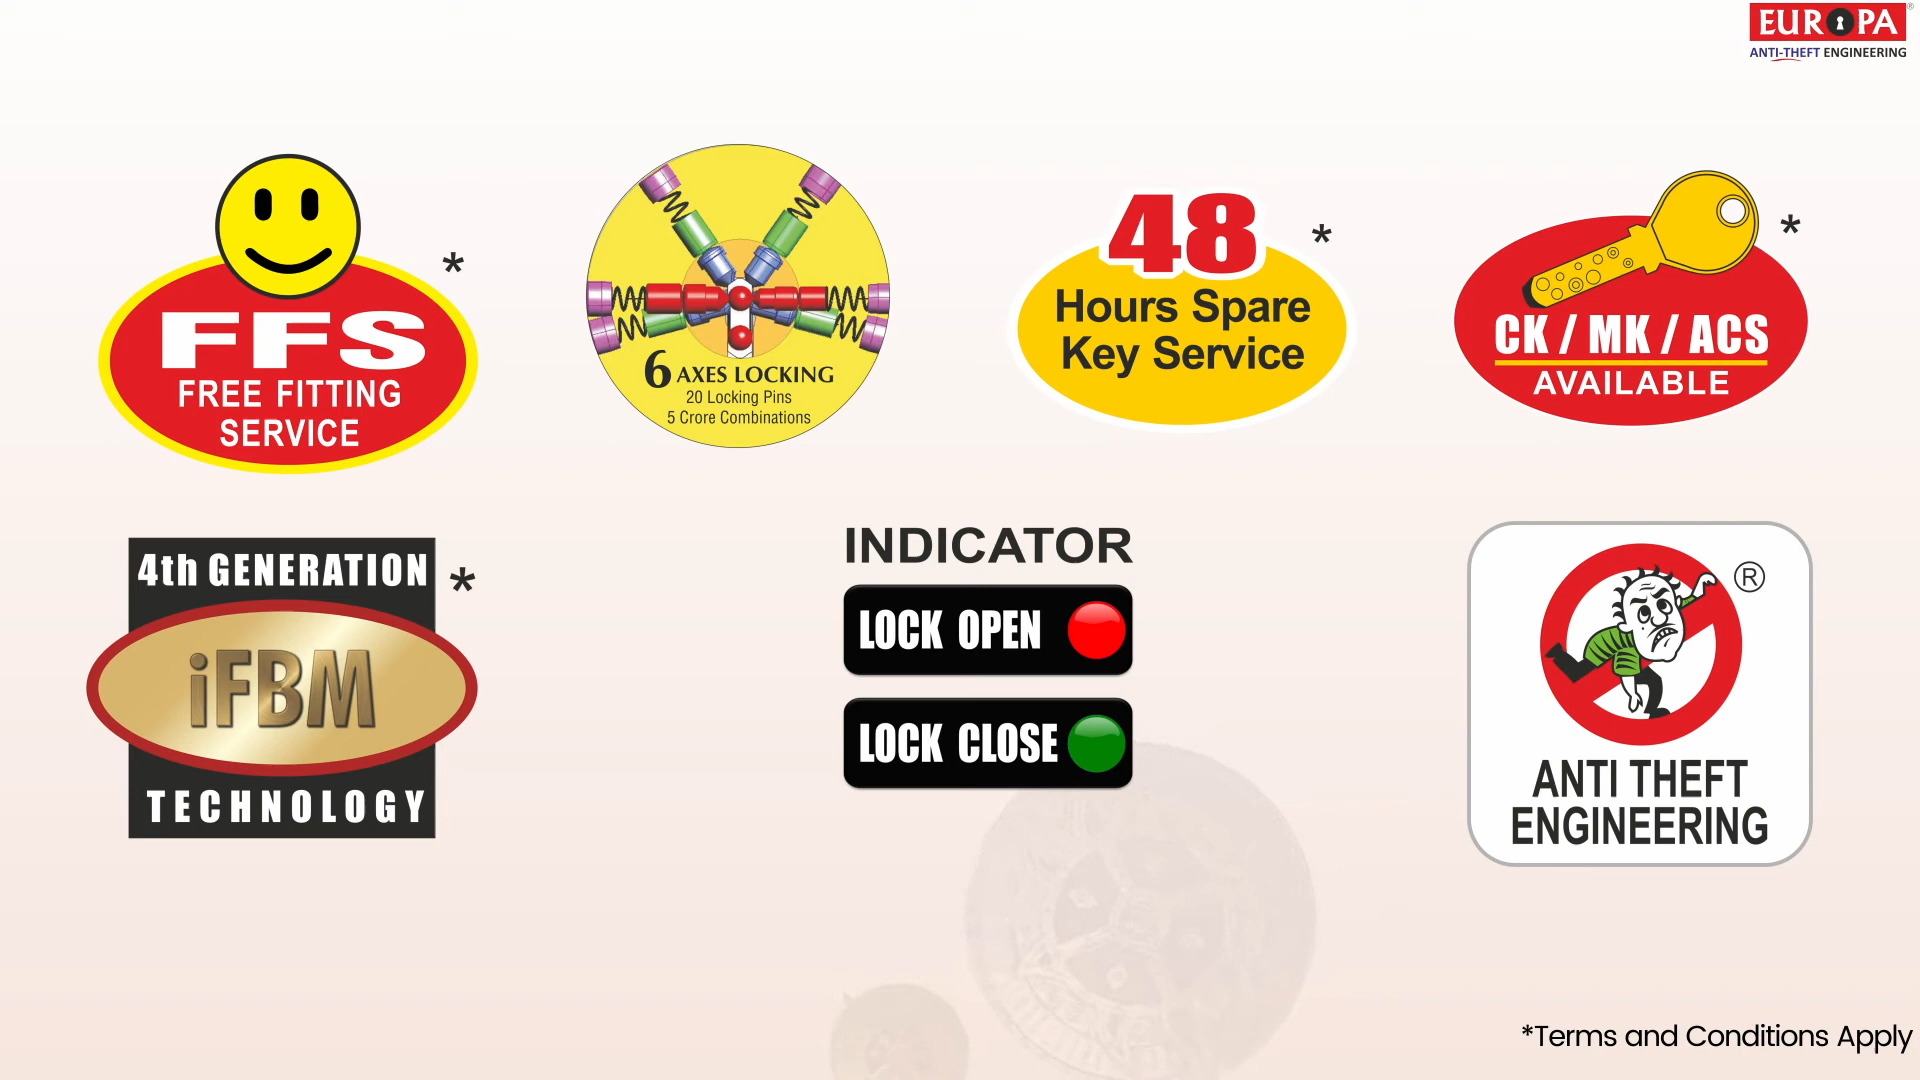 EUROPA®
ANTI-THEFT ENGINEERING
FFS
FREE FITTING
SERVICE
*
6 AXES LOCKING
20 Locking Pins
5 Crore Combinations
48
Hours Spare
Key Service
*
CK / MK / ACS
AVAILABLE
*
4th GENERATION
iFBM
TECHNOLOGY
*
INDICATOR
LOCK OPEN
LOCK CLOSE
®
ANTI THEFT
ENGINEERING
*Terms and Conditions Apply